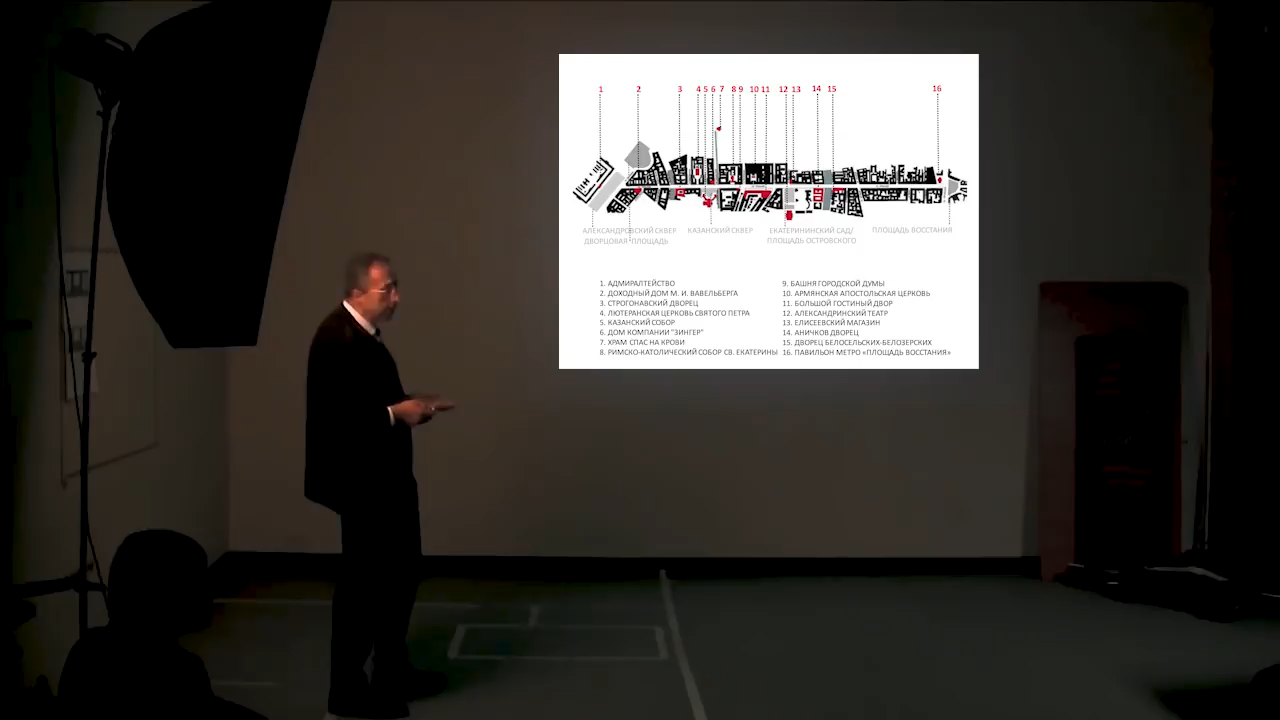 1 2 3 4 5 6 7 8 9 10 11 12 13 14 15 16
АЛЕКСАНДРОВСКИЙ СКВЕР КАЗАНСКИЙ СКВЕР ЕКАТЕРИНИНСКИЙ САД/ ПЛОЩАДЬ ВОССТАНИЯ
ДВОРЦОВАЯ ПЛОЩАДЬ ПЛОЩАДЬ ОСТРОВСКОГО
1. АДМИРАЛТЕЙСТВО
2. ДОХОДНЫЙ ДОМ М. И. ВАВЕЛЬБЕРГА
3. СТРОГОНАВСКИЙ ДВОРЕЦ
4. ЛЮТЕРАНСКАЯ ЦЕРКОВЬ СВЯТОГО ПЕТРА
5. КАЗАНСКИЙ СОБОР
6. ДОМ КОМПАНИИ "ЗИНГЕР"
7. ХРАМ СПАС НА КРОВИ
8. РИМСКО-КАТОЛИЧЕСКИЙ СОБОР СВ. ЕКАТЕРИНЫ
9. БАШНЯ ГОРОДСКОЙ ДУМЫ
10. АРМЯНСКАЯ АПОСТОЛЬСКАЯ ЦЕРКОВЬ
11. БОЛЬШОЙ ГОСТИНЫЙ ДВОР
12. АЛЕКСАНДРИНСКИЙ ТЕАТР
13. ЕЛИСЕЕВСКИЙ МАГАЗИН
14. АНИЧКОВ ДВОРЕЦ
15. ДВОРЕЦ БЕЛОСЕЛЬСКИХ-БЕЛОЗЕРСКИХ
16. ПАВИЛЬОН МЕТРО «ПЛОЩАДЬ ВОССТАНИЯ»